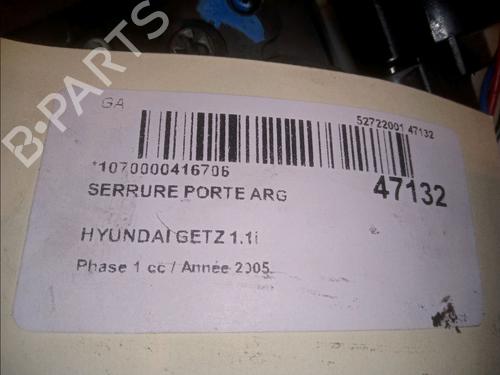 B-PARTS
GA
52722001 47132
*1070000416706
SERRURE PORTE ARG
47132
HYUNDAI GETZ 1.1i
Phase 1 cc / Année 2005